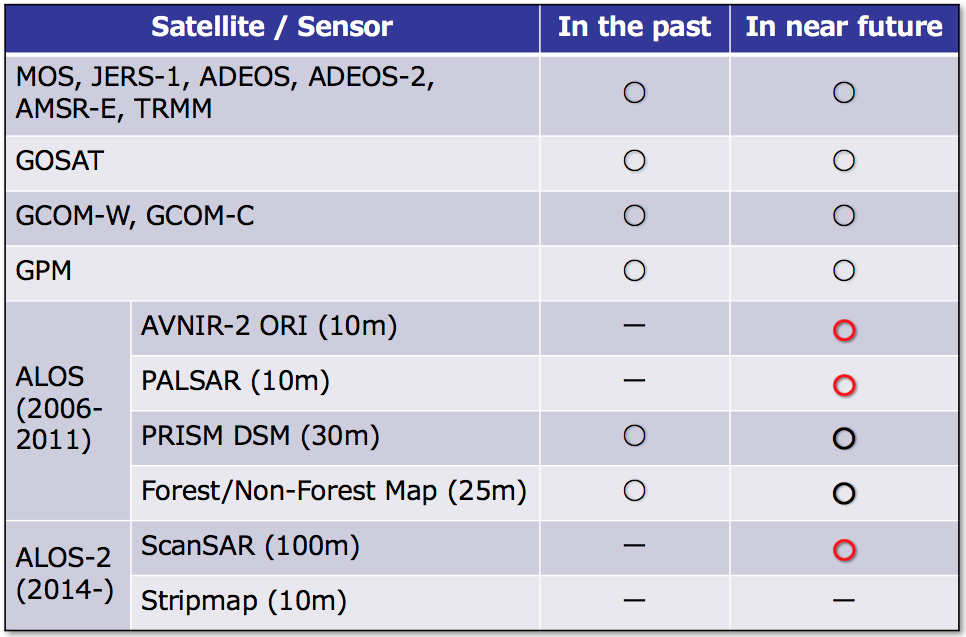 Satellite / Sensor In the past In near future
MOS, JERS-1, ADEOS, ADEOS-2,
AMSR-E, TRMM ○ ○
GOSAT ○ ○
GCOM-W, GCOM-C ○ ○
GPM ○ ○
ALOS
(2006-
2011)
AVNIR-2 ORI (10m) — ○
PALSAR (10m) — ○
PRISM DSM (30m) ○ ○
Forest/Non-Forest Map (25m) ○ ○
ALOS-2
(2014-)
ScanSAR (100m) — ○
Stripmap (10m) — —